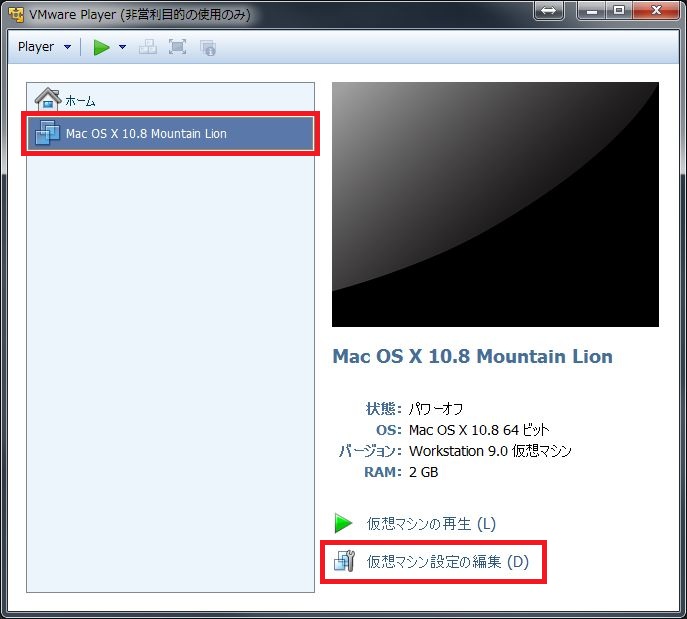 VMware Player (非営利目的の使用のみ)
Player
ホーム
Mac OS X 10.8 Mountain Lion
Mac OS X 10.8 Mountain Lion
状態: パワーオフ
OS: Mac OS X 10.8 64 ビット
バージョン: Workstation 9.0 仮想マシン
RAM: 2 GB
仮想マシンの再生 (L)
仮想マシン設定の編集 (D)